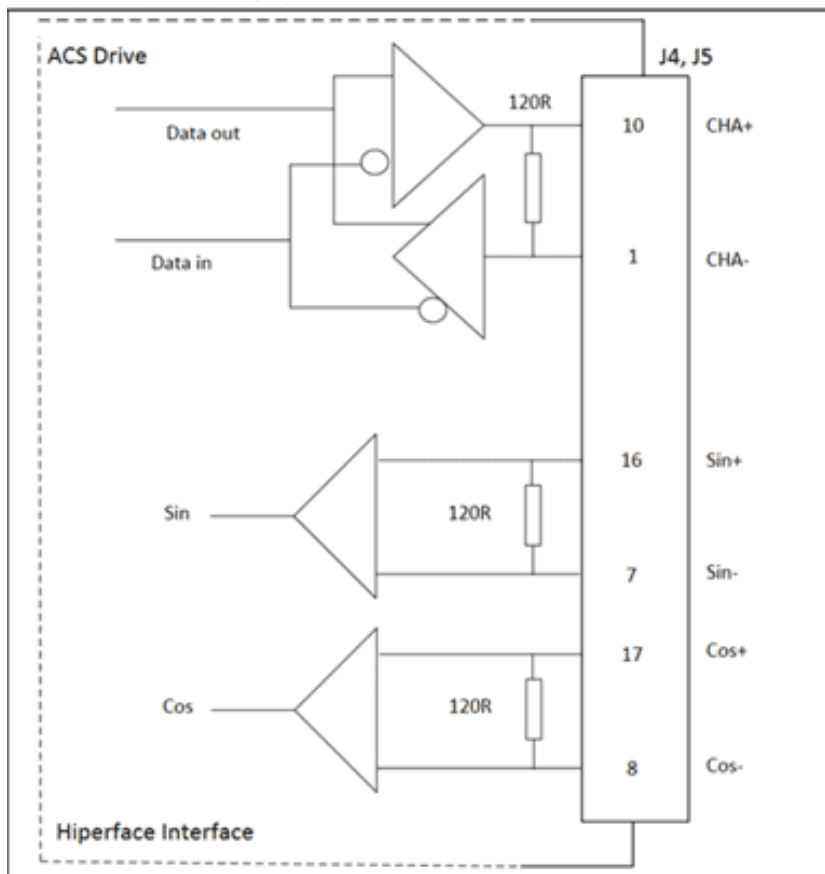 ACS Drive
J4, J5
120R
10 CHA+
Data out
1 CHA-
Data in
16 Sin+
Sin 120R
7 Sin-
17 Cos+
Cos 120R
8 Cos-
Hiperface Interface